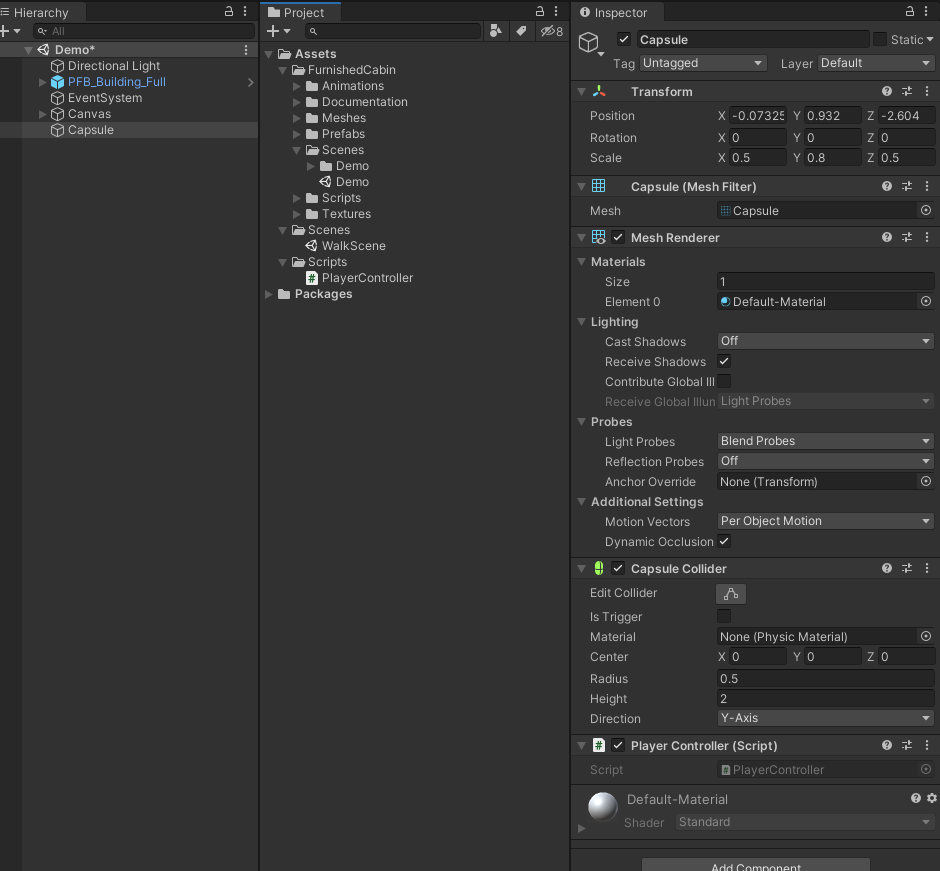 Hierarchy
All
Demo*
Directional Light
PFB_Building_Full
EventSystem
Canvas
Capsule
Project
8
Assets
FurnishedCabin
Animations
Documentation
Meshes
Prefabs
Scenes
Demo
Demo
Scripts
Textures
Scenes
WalkScene
Scripts
PlayerController
Packages
Inspector
Capsule Static
Tag Untagged Layer Default
Transform
Position X -0.07325 Y 0.932 Z -2.604
Rotation X 0 Y 0 Z 0
Scale X 0.5 Y 0.8 Z 0.5
Capsule (Mesh Filter)
Mesh Capsule
Mesh Renderer
Materials
Size 1
Element 0 Default-Material
Lighting
Cast Shadows Off
Receive Shadows
Contribute Global Ill
Receive Global Illum Light Probes
Probes
Light Probes Blend Probes
Reflection Probes Off
Anchor Override None (Transform)
Additional Settings
Motion Vectors Per Object Motion
Dynamic Occlusion
Capsule Collider
Edit Collider
Is Trigger
Material None (Physic Material)
Center X 0 Y 0 Z 0
Radius 0.5
Height 2
Direction Y-Axis
# Player Controller (Script)
Script # PlayerController
Default-Material
Shader Standard
Add Component